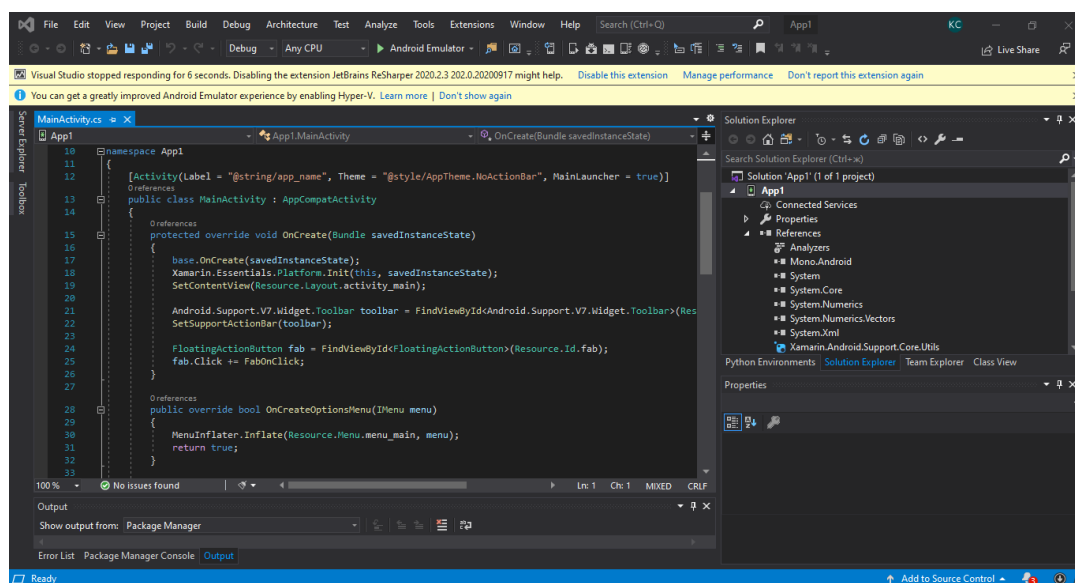 File Edit View Project Build Debug Architecture Test Analyze Tools Extensions Window Help Search (Ctrl+Q) App1 KC
Debug Any CPU Android Emulator Live Share
Visual Studio stopped responding for 6 seconds. Disabling the extension JetBrains ReSharper 2020.2.3 202.0.20200917 might help. Disable this extension Manage performance Don't report this extension again
You can get a greatly improved Android Emulator experience by enabling Hyper-V. Learn more | Don't show again
Server Explorer
Toolbox
MainActivity.cs
App1 App1.MainActivity OnCreate(Bundle savedInstanceState)
10 namespace App1
11 {
12 [Activity(Label = "@string/app_name", Theme = "@style/AppTheme.NoActionBar", MainLauncher = true)]
0 references
13 public class MainActivity : AppCompatActivity
14 {
0 references
15 protected override void OnCreate(Bundle savedInstanceState)
16 {
17 base.OnCreate(savedInstanceState);
18 Xamarin.Essentials.Platform.Init(this, savedInstanceState);
19 SetContentView(Resource.Layout.activity_main);
20
21 Android.Support.V7.Widget.Toolbar toolbar = FindViewById<Android.Support.V7.Widget.Toolbar>(Res
22 SetSupportActionBar(toolbar);
23
24 FloatingActionButton fab = FindViewById<FloatingActionButton>(Resource.Id.fab);
25 fab.Click += FabOnClick;
26 }
27
0 references
28 public override bool OnCreateOptionsMenu(IMenu menu)
29 {
30 MenuInflater.Inflate(Resource.Menu.menu_main, menu);
31 return true;
32 }
33
100 % No issues found Ln: 1 Ch: 1 MIXED CRLF
Output
Show output from: Package Manager
Error List Package Manager Console Output
Solution Explorer
Search Solution Explorer (Ctrl+ж)
Solution 'App1' (1 of 1 project)
App1
Connected Services
Properties
References
Analyzers
Mono.Android
System
System.Core
System.Numerics
System.Numerics.Vectors
System.Xml
Xamarin.Android.Support.Core.Utils
Python Environments Solution Explorer Team Explorer Class View
Properties
Ready Add to Source Control 3